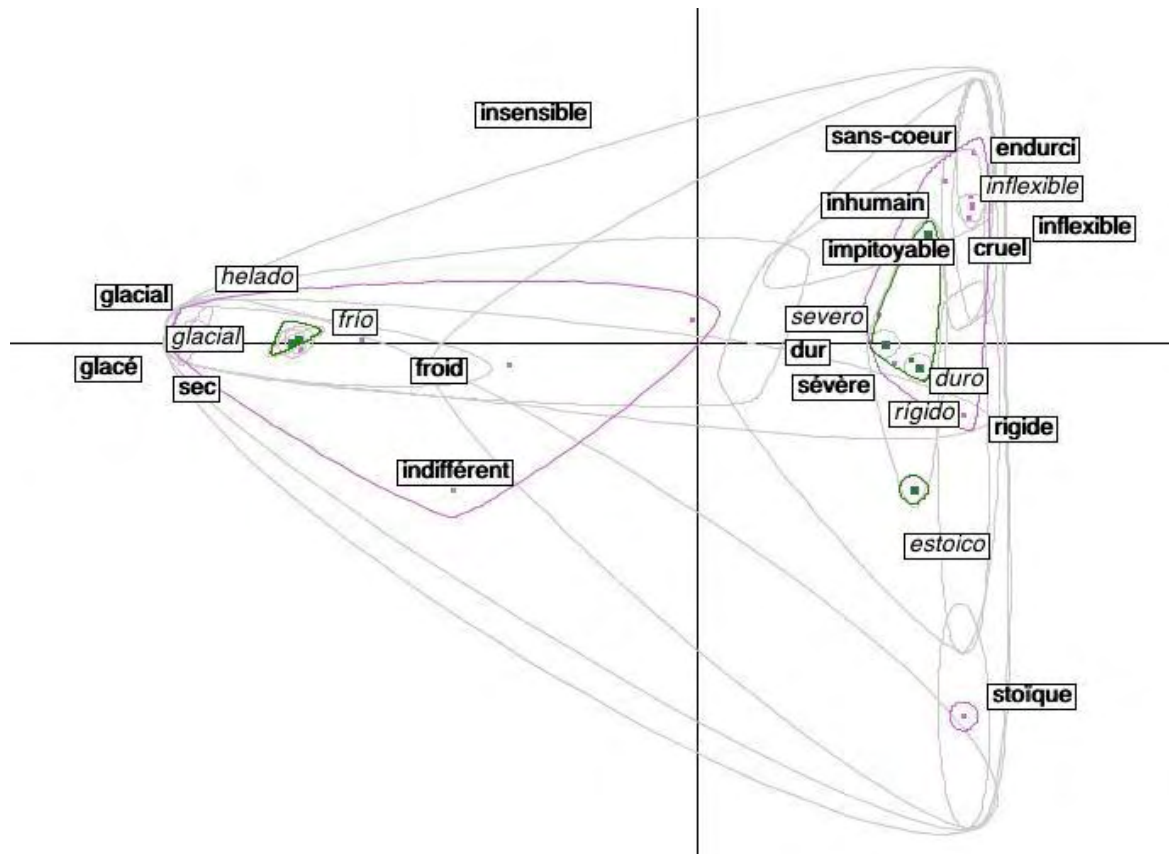 insensible
sans-coeur
endurci
inflexible
inhumain
inflexible
impitoyable
cruel
helado
glacial
frío
severo
glacial
dur
glacé
froid
sec
sévère
duro
rígido
rigide
indifférent
estoico
stoïque